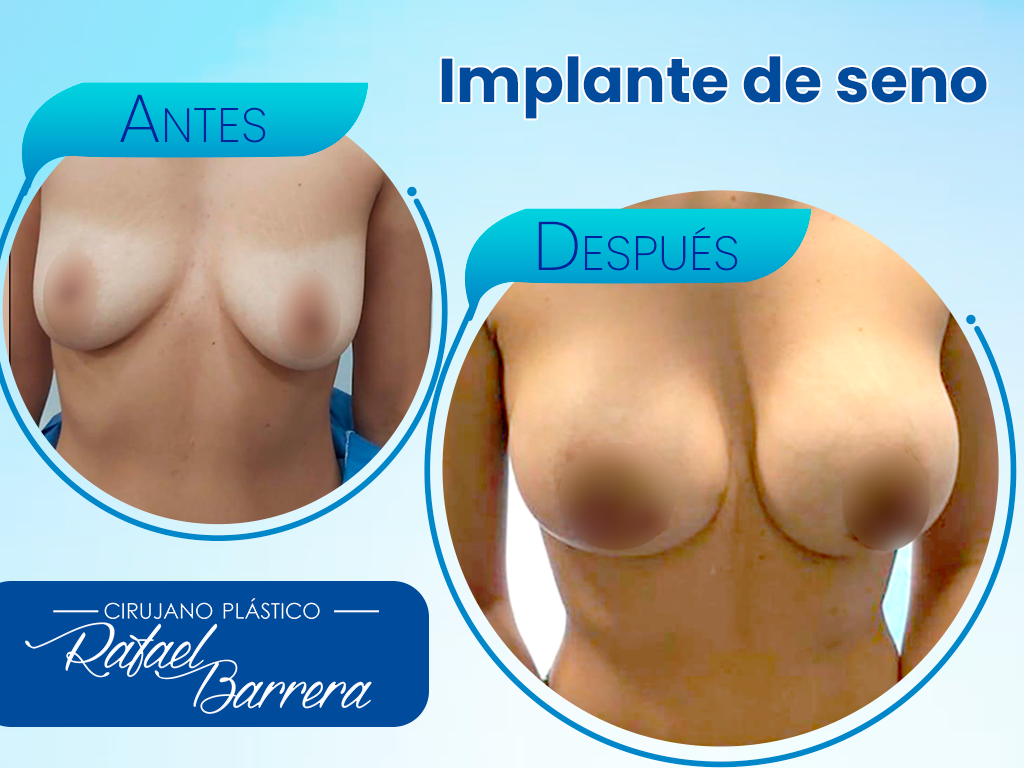 Implante de seno
ANTES
DESPUÉS
CIRUJANO PLÁSTICO
Rafael
Barrera